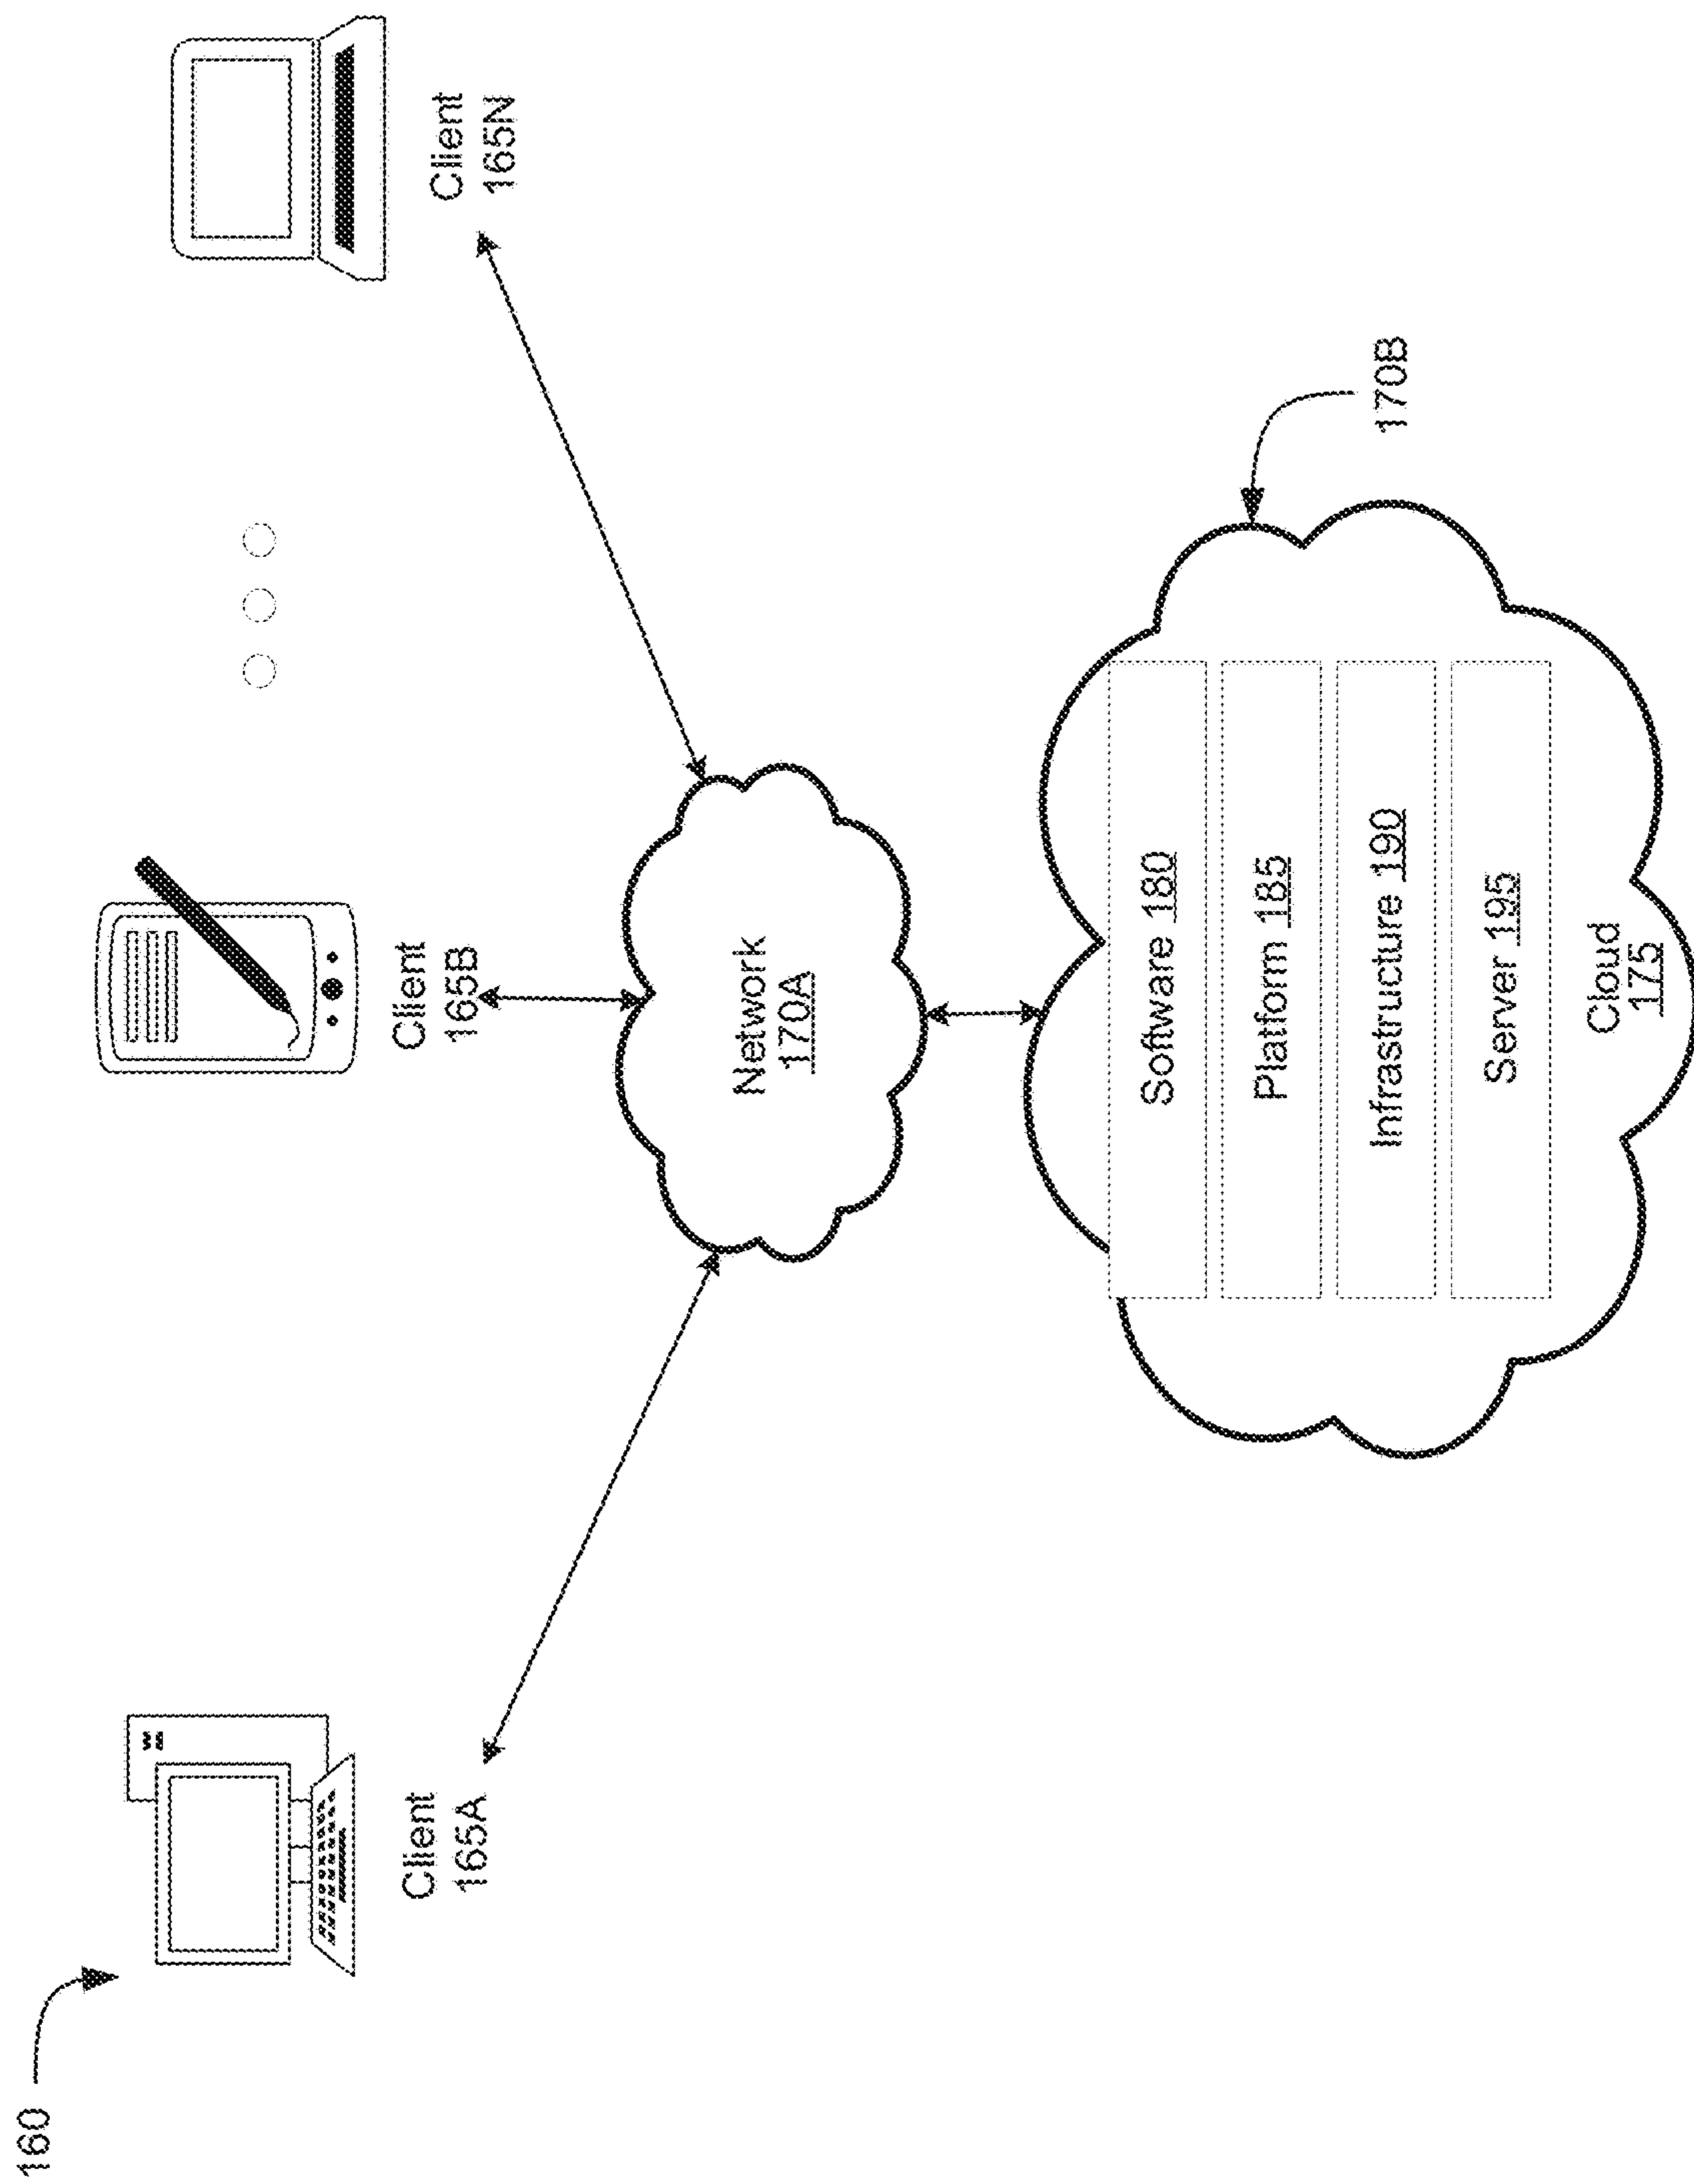 160
Client
165A
Client
165B
Client
165N
Network
170A
170B
Software 180
Platform 185
Infrastructure 190
Server 195
Cloud
175